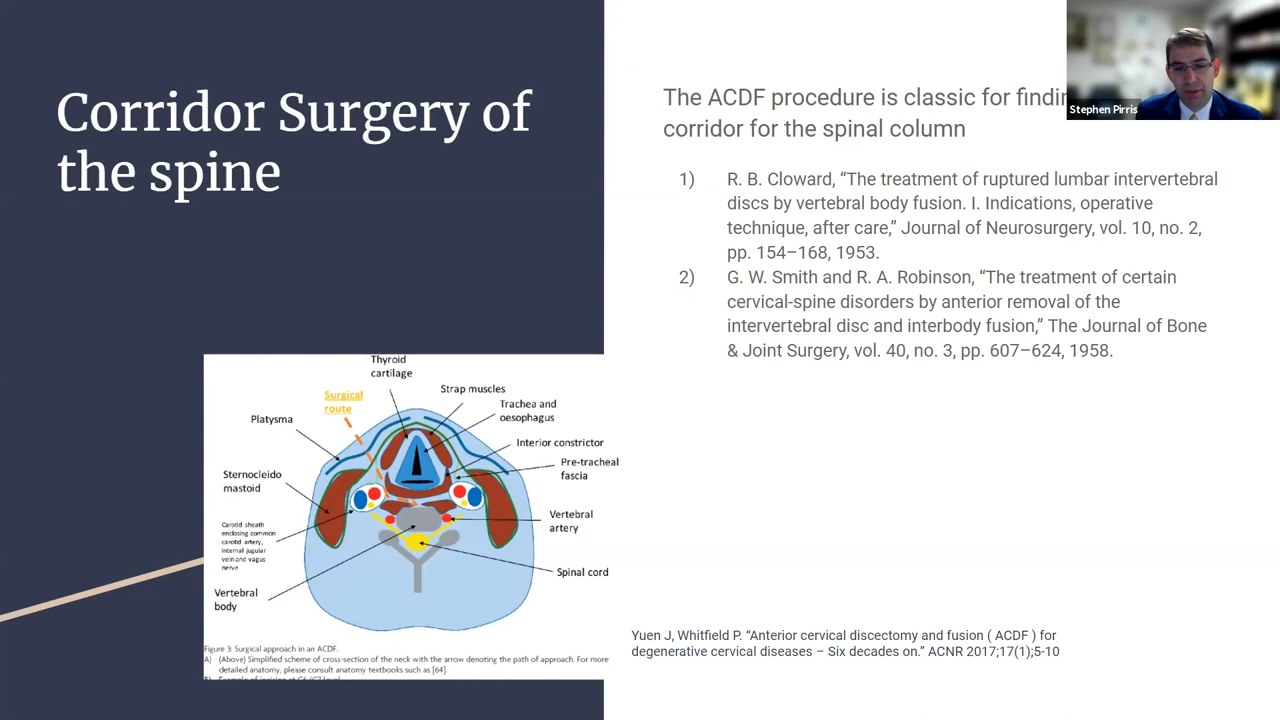 Corridor Surgery of
the spine
The ACDF procedure is classic for findin
corridor for the spinal column
Stephen Pirris
1) R. B. Cloward, “The treatment of ruptured lumbar intervertebral
discs by vertebral body fusion. I. Indications, operative
technique, after care,” Journal of Neurosurgery, vol. 10, no. 2,
pp. 154–168, 1953.
2) G. W. Smith and R. A. Robinson, “The treatment of certain
cervical-spine disorders by anterior removal of the
intervertebral disc and interbody fusion,” The Journal of Bone
& Joint Surgery, vol. 40, no. 3, pp. 607–624, 1958.
Thyroid
cartilage
Surgical
route
Strap muscles
Trachea and
oesophagus
Platysma
Interior constrictor
Pre-tracheal
fascia
Sternocleido
mastoid
Vertebral
artery
Carotid sheath
enclosing common
carotid artery,
internal jugular
vein and vagus
nerve
Spinal cord
Vertebral
body
Figure 3: Surgical approach in an ACDF.
A) (Above) Simplified scheme of cross-section of the neck with the arrow denoting the path of approach. For more
detailed anatomy, please consult anatomy textbooks such as [64].
Yuen J, Whitfield P. “Anterior cervical discectomy and fusion ( ACDF ) for
degenerative cervical diseases – Six decades on.” ACNR 2017;17(1);5-10